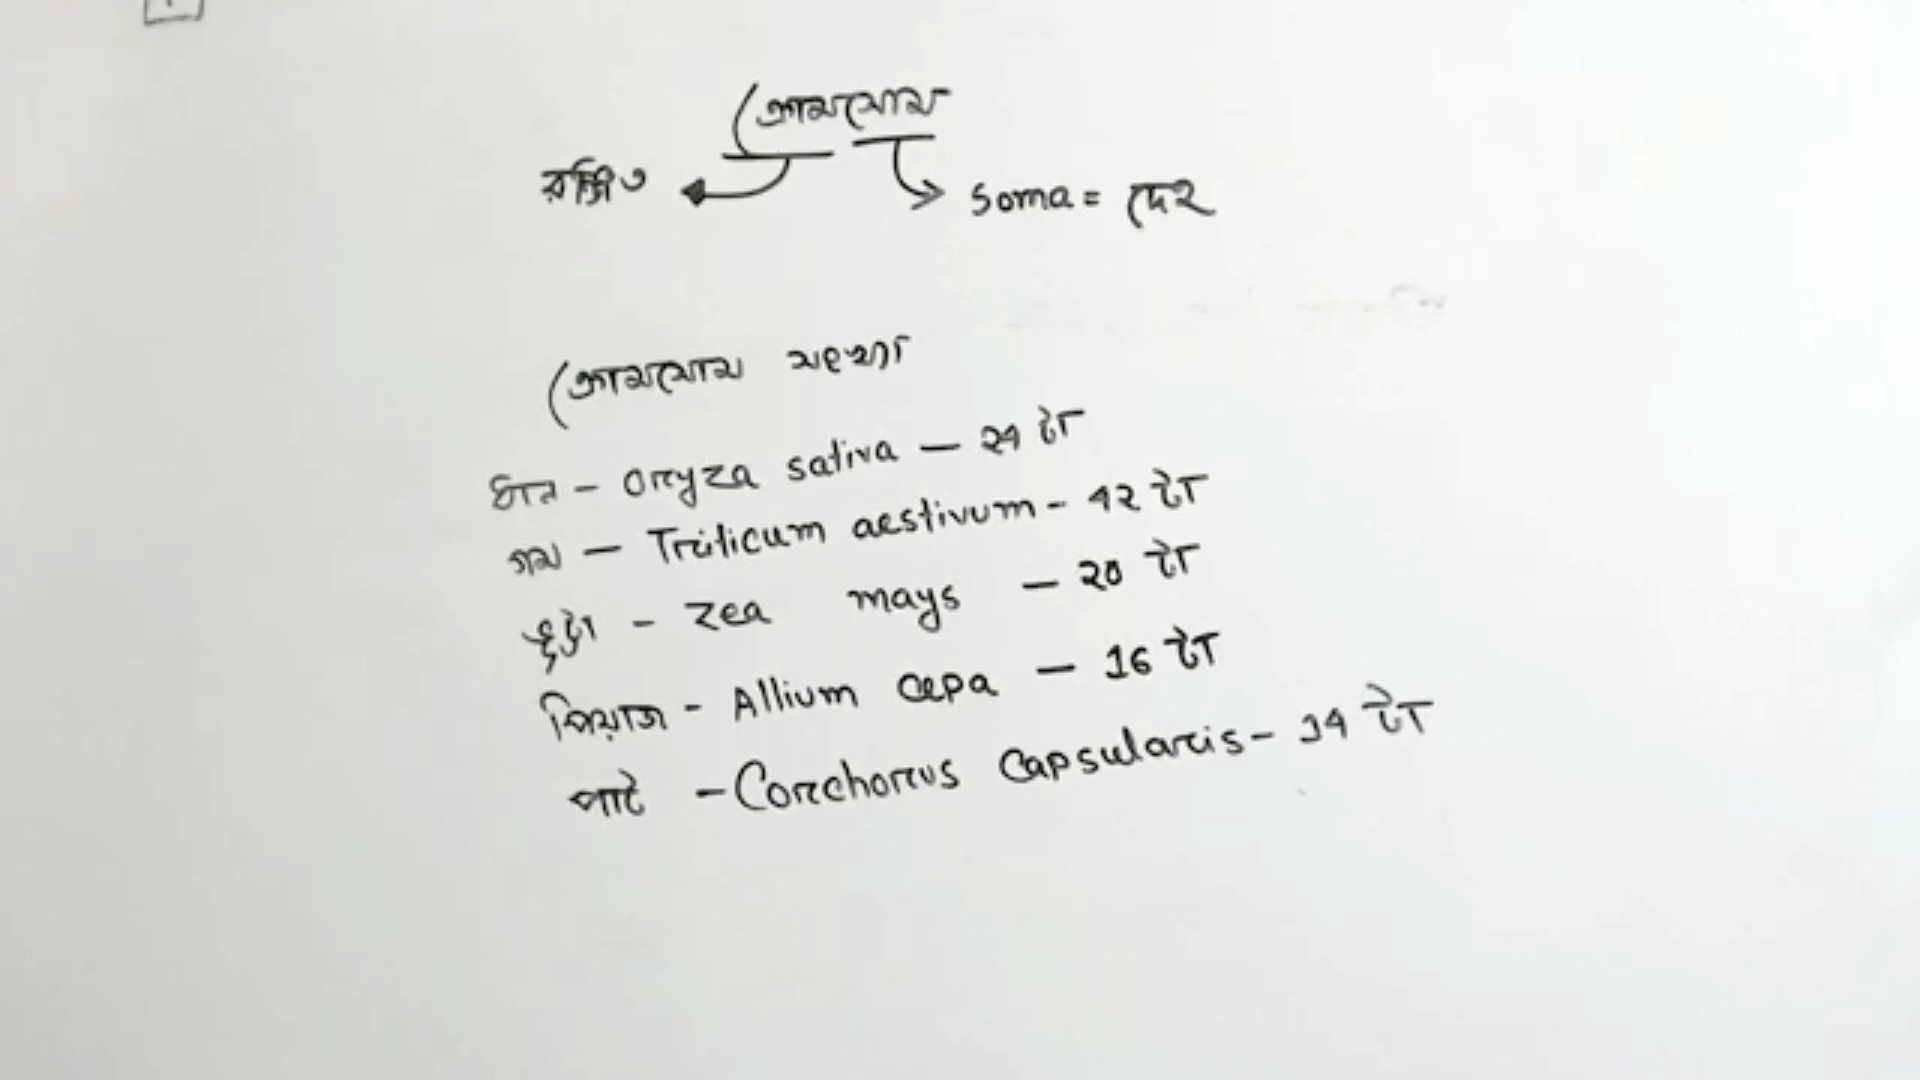 ক্রোমোসোম
রঞ্জিত
Soma = দেহ
ক্রোমোসোম সংখ্যা
ধান - Oryza sativa – 24 টা
গম – Triticum aestivum - 42 টা
ভুট্টা - Zea mays – 20 টা
পিয়াজ - Allium cepa – 16 টা
পাট - Corchorus capsularis - 14 টা